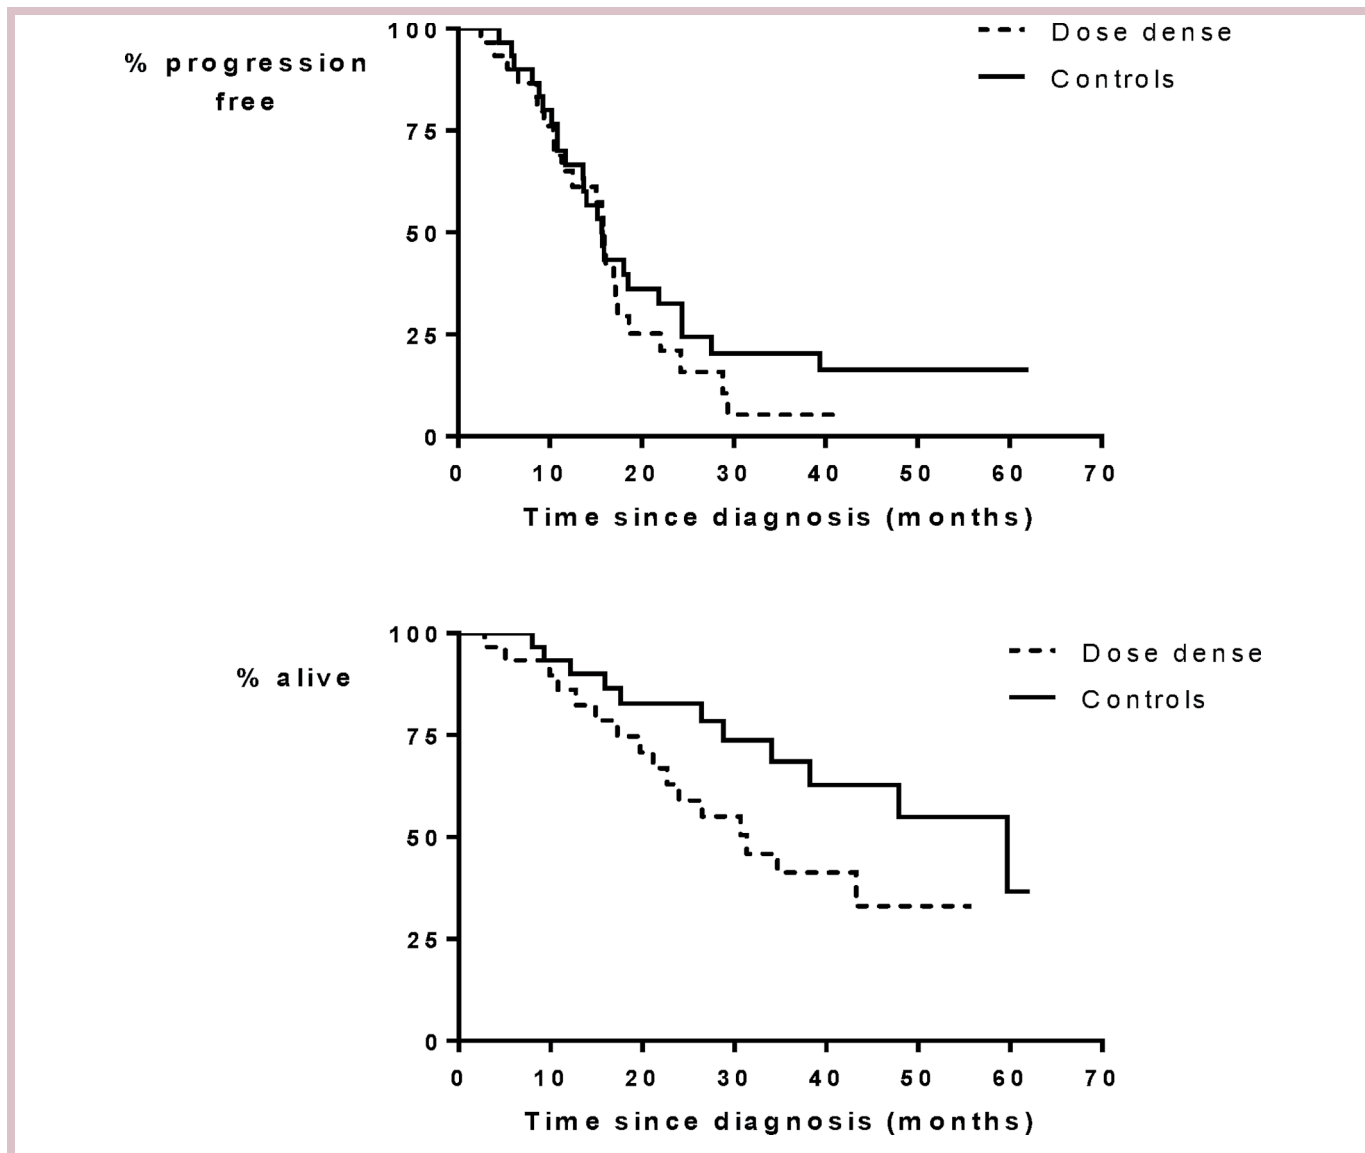 % progression
free
Dose dense
Controls
100
75
50
25
0
0 10 20 30 40 50 60 70
Time since diagnosis (months)
% alive
Dose dense
Controls
100
75
50
25
0
0 10 20 30 40 50 60 70
Time since diagnosis (months)